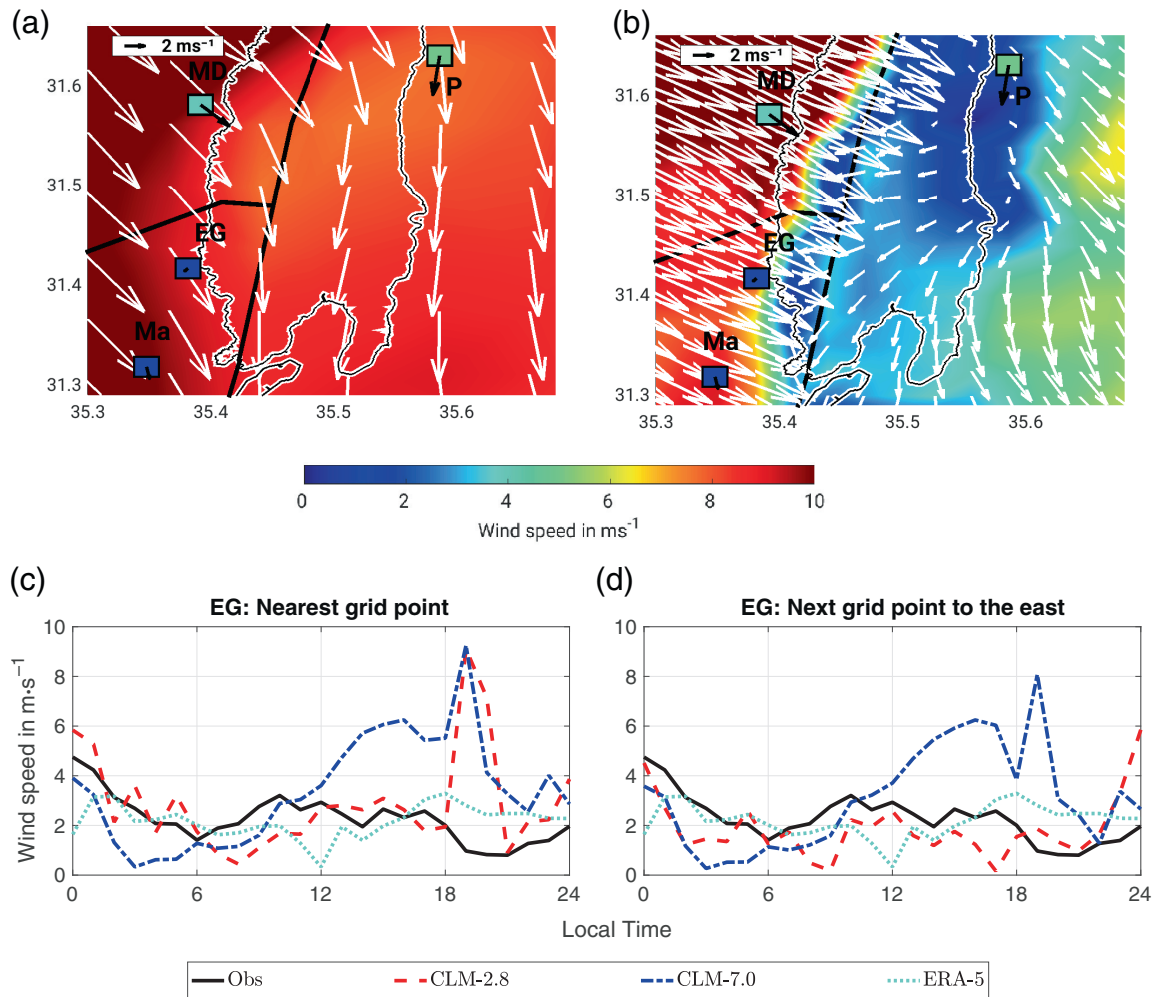 (a)
(b)
2 ms⁻¹
2 ms⁻¹
MD
MD
P
P
EG
EG
Ma
Ma
31.6
31.5
31.4
31.3
31.6
31.5
31.4
31.3
35.3 35.4 35.5 35.6
35.3 35.4 35.5 35.6
0 2 4 6 8 10
Wind speed in ms⁻¹
(c)
(d)
EG: Nearest grid point
EG: Next grid point to the east
Wind speed in m·s⁻¹
10
8
6
4
2
0
10
8
6
4
2
0
0 6 12 18 24
0 6 12 18 24
Local Time
Obs CLM-2.8 CLM-7.0 ERA-5